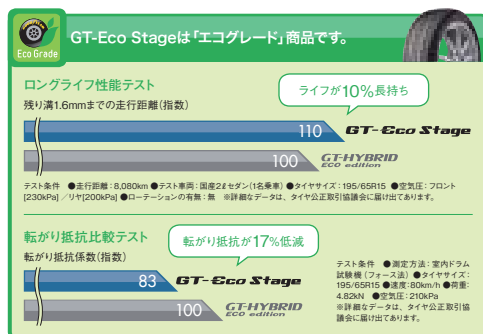 Eco Grade
GT-Eco Stageは「エコグレード」商品です。
ロングライフ性能テスト
残り溝1.6mmまでの走行距離(指数)
ライフが10%長持ち
110 GT-Eco Stage
100 GT-HYBRID
ECO edition
テスト条件 ●走行距離:8,080km ●テスト車両:国産2ℓセダン(1名乗車) ●タイヤサイズ:195/65R15 ●空気圧:フロント
[230kPa]/リヤ[200kPa] ●ローテーションの有無:無 ※詳細なデータは、タイヤ公正取引協議会に届け出てあります。
転がり抵抗比較テスト
転がり抵抗係数(指数)
転がり抵抗が17%低減
83 GT-Eco Stage
100 GT-HYBRID
ECO edition
テスト条件 ●測定方法:室内ドラム
試験機(フォース法) ●タイヤサイズ:
195/65R15 ●速度:80km/h ●荷重:
4.82kN ●空気圧:210kPa
※詳細なデータは、タイヤ公正取引協
議会に届け出てあります。